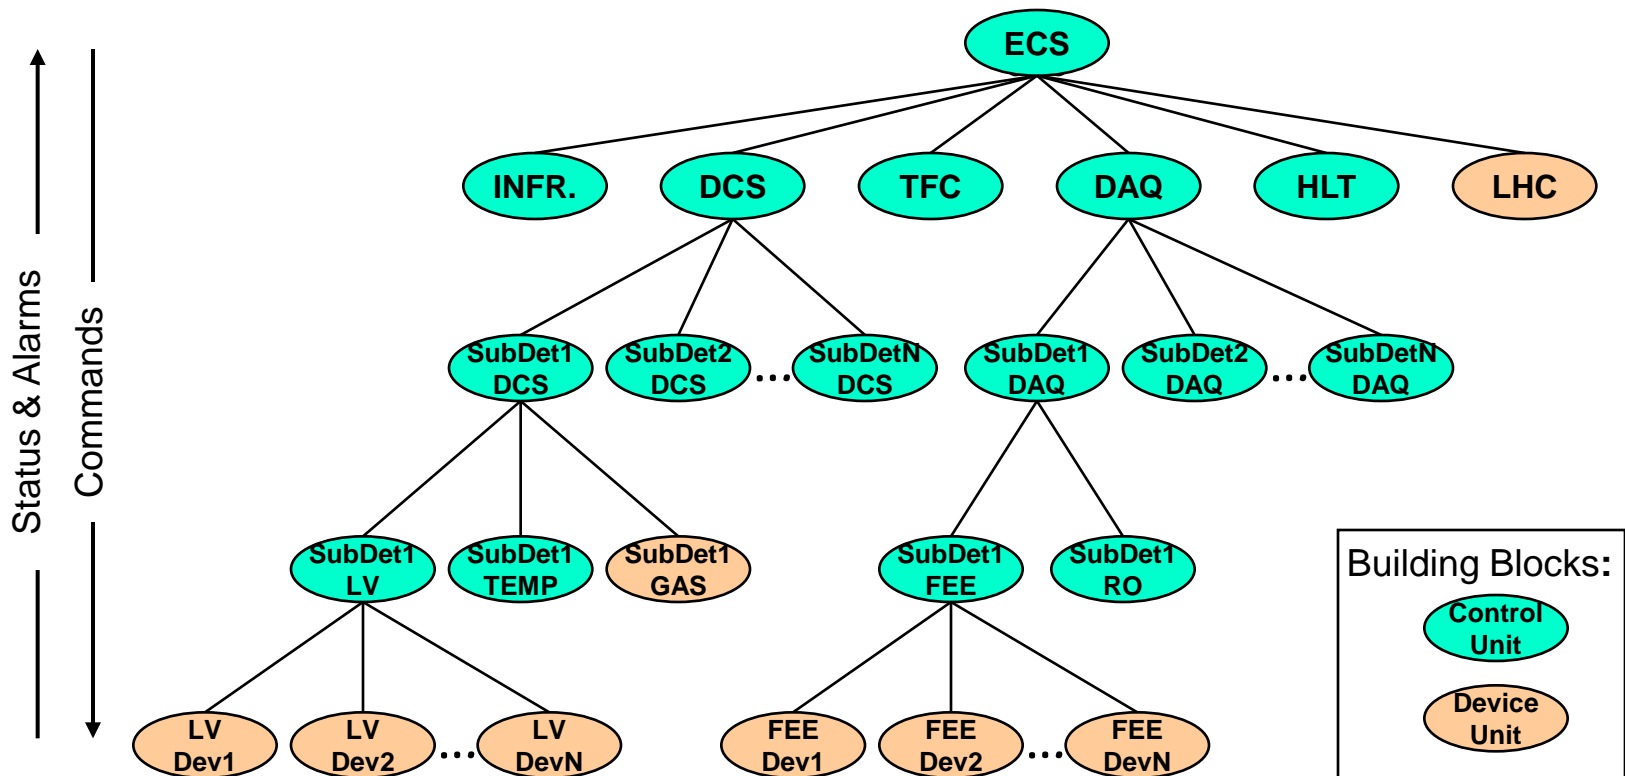 ECS
INFR.
DCS
TFC
DAQ
HLT
LHC
Status & Alarms
Commands
SubDet1
DCS
SubDet2
DCS
...
SubDetN
DCS
SubDet1
DAQ
SubDet2
DAQ
...
SubDetN
DAQ
SubDet1
LV
SubDet1
TEMP
SubDet1
GAS
SubDet1
FEE
SubDet1
RO
LV
Dev1
LV
Dev2
...
LV
DevN
FEE
Dev1
FEE
Dev2
...
FEE
DevN
Building Blocks:
Control
Unit
Device
Unit